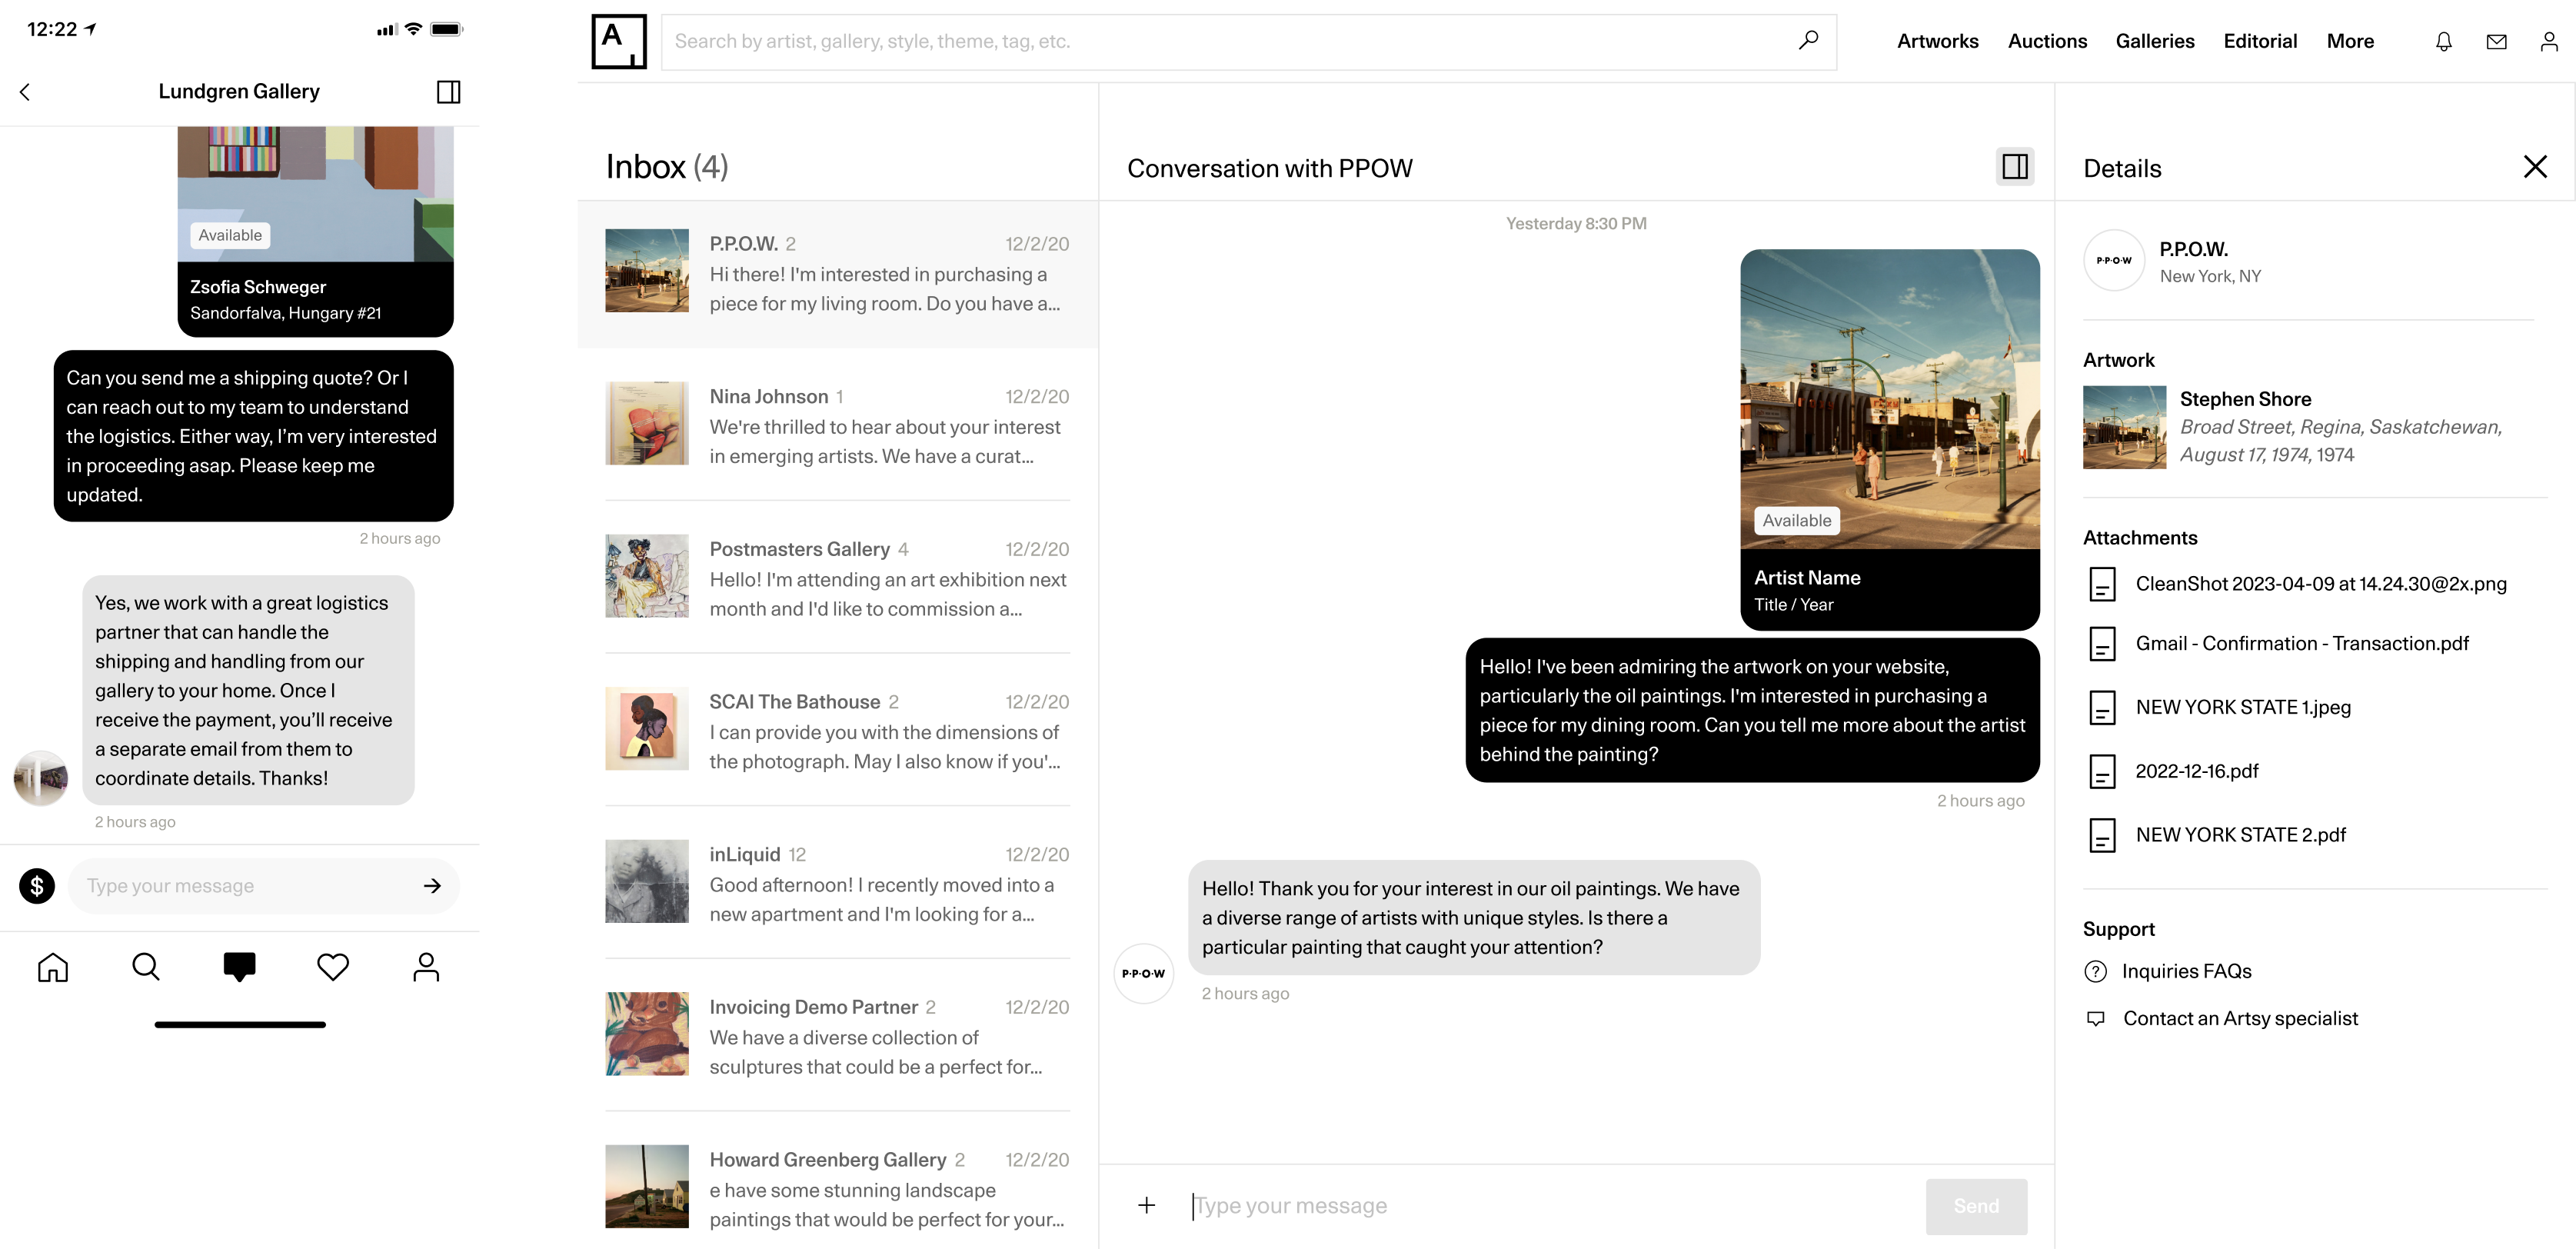 12:22
Lundgren Gallery
Available
Zsofia Schweger
Sandorfalva, Hungary #21
Can you send me a shipping quote? Or I
can reach out to my team to understand
the logistics. Either way, I’m very interested
in proceeding asap. Please keep me
updated.
2 hours ago
Yes, we work with a great logistics
partner that can handle the
shipping and handling from our
gallery to your home. Once I
receive the payment, you’ll receive
a separate email from them to
coordinate details. Thanks!
2 hours ago
$
Type your message
A
Search by artist, gallery, style, theme, tag, etc.
Artworks
Auctions
Galleries
Editorial
More
Inbox (4)
P.P.O.W. 2
12/2/20
Hi there! I'm interested in purchasing a
piece for my living room. Do you have a...
Nina Johnson 1
12/2/20
We're thrilled to hear about your interest
in emerging artists. We have a curat...
Postmasters Gallery 4
12/2/20
Hello! I'm attending an art exhibition next
month and I'd like to commission a...
SCAI The Bathouse 2
12/2/20
I can provide you with the dimensions of
the photograph. May I also know if you'...
inLiquid 12
12/2/20
Good afternoon! I recently moved into a
new apartment and I'm looking for a...
Invoicing Demo Partner 2
12/2/20
We have a diverse collection of
sculptures that could be a perfect for...
Howard Greenberg Gallery 2
12/2/20
e have some stunning landscape
paintings that would be perfect for your...
Conversation with PPOW
Yesterday 8:30 PM
Available
Artist Name
Title / Year
Hello! I've been admiring the artwork on your website,
particularly the oil paintings. I'm interested in purchasing a
piece for my dining room. Can you tell me more about the artist
behind the painting?
2 hours ago
Hello! Thank you for your interest in our oil paintings. We have
a diverse range of artists with unique styles. Is there a
particular painting that caught your attention?
P·P·O·W
2 hours ago
+
Type your message
Send
Details
P·P·O·W
P.P.O.W.
New York, NY
Artwork
Stephen Shore
Broad Street, Regina, Saskatchewan,
August 17, 1974, 1974
Attachments
CleanShot 2023-04-09 at 14.24.30@2x.png
Gmail - Confirmation - Transaction.pdf
NEW YORK STATE 1.jpeg
2022-12-16.pdf
NEW YORK STATE 2.pdf
Support
? Inquiries FAQs
Contact an Artsy specialist